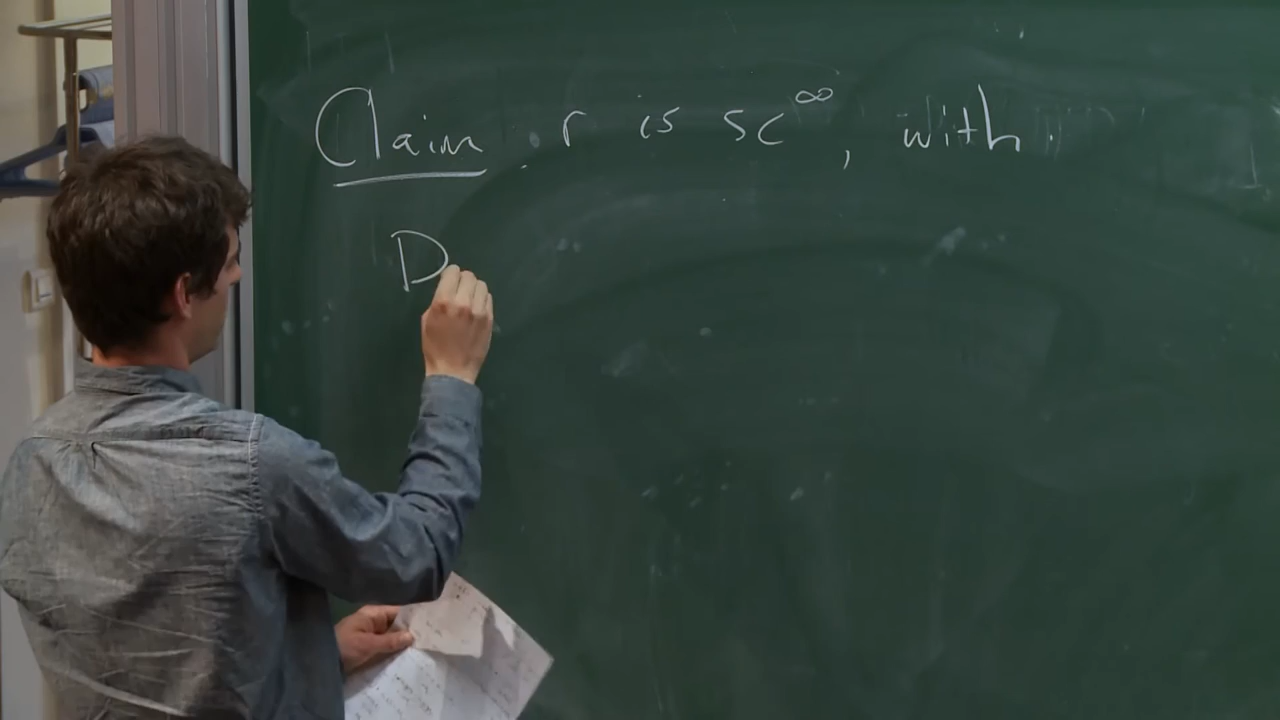 Claim. r is sc^∞, with
D